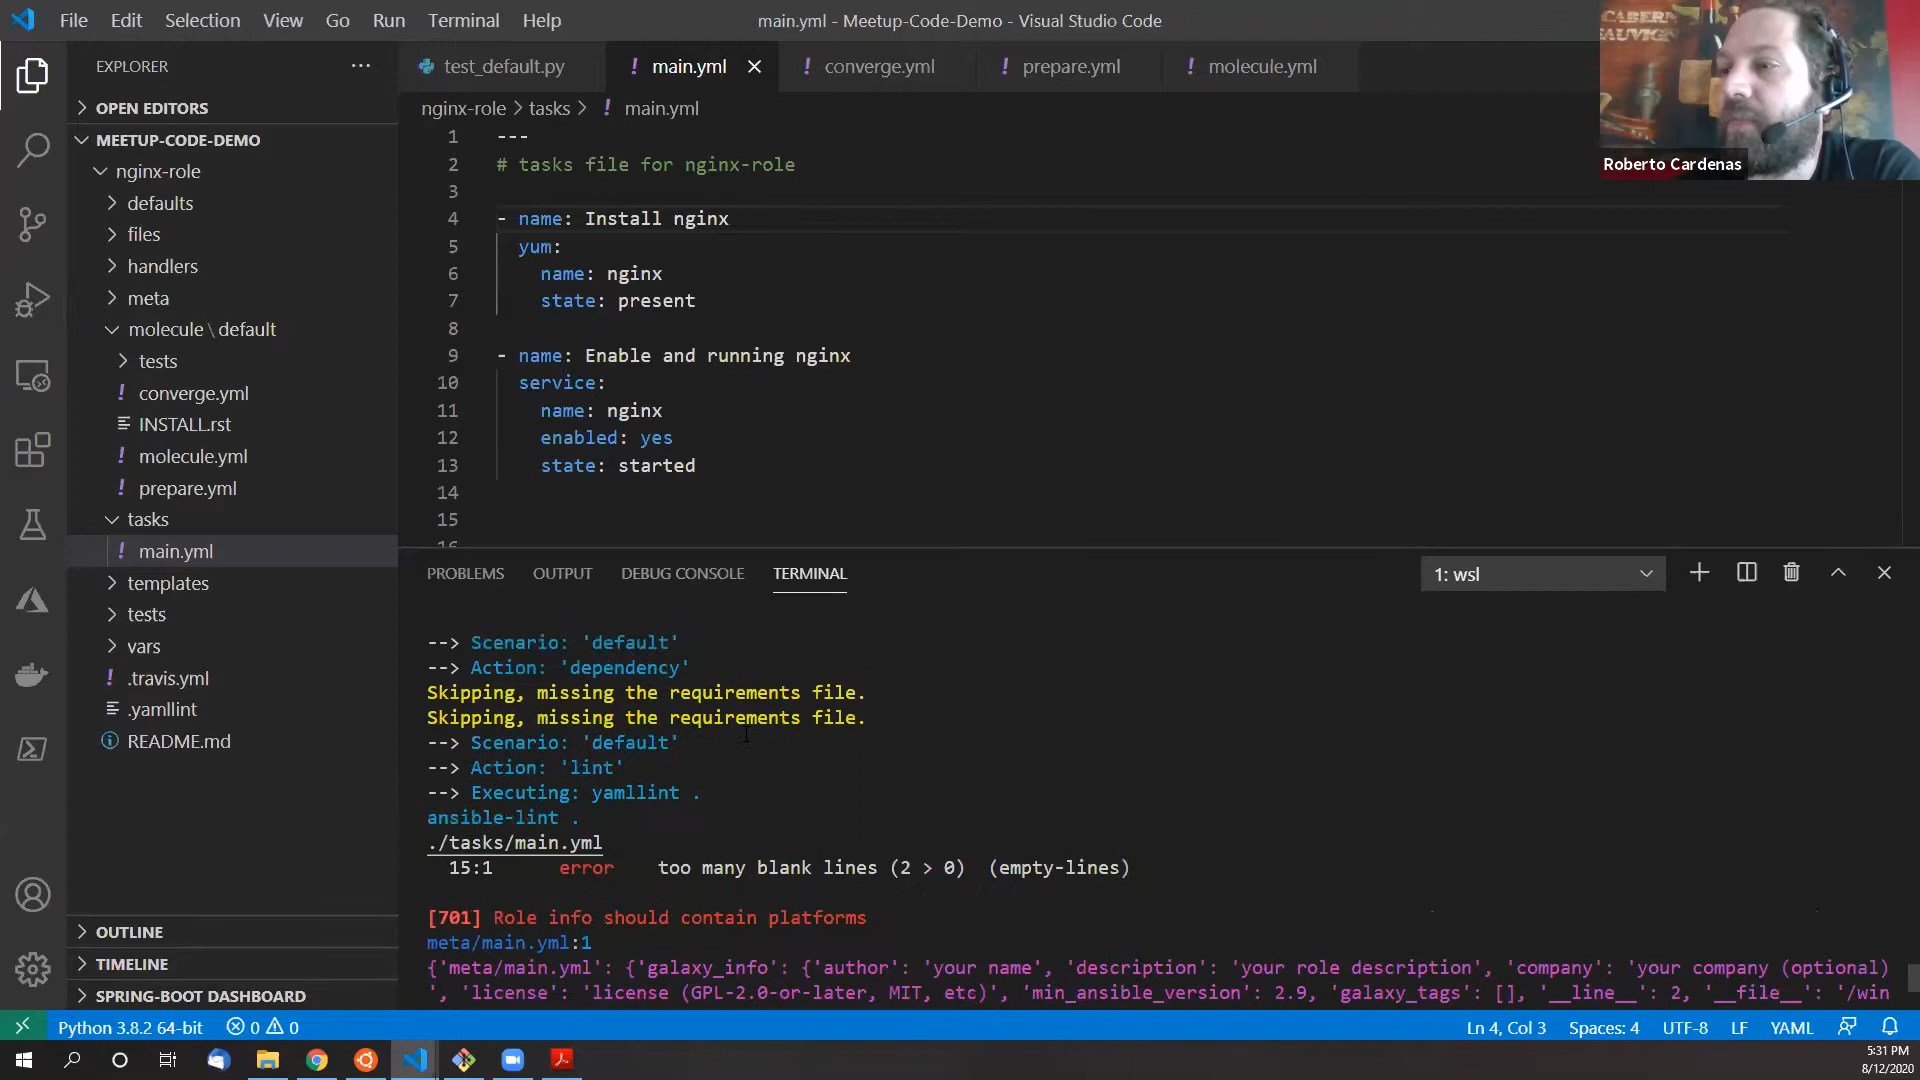 File Edit Selection View Go Run Terminal Help
main.yml - Meetup-Code-Demo - Visual Studio Code
EXPLORER
OPEN EDITORS
MEETUP-CODE-DEMO
nginx-role
defaults
files
handlers
meta
molecule \ default
tests
converge.yml
INSTALL.rst
molecule.yml
prepare.yml
tasks
main.yml
templates
tests
vars
.travis.yml
.yamllint
README.md
OUTLINE
TIMELINE
SPRING-BOOT DASHBOARD
test_default.py
main.yml
converge.yml
prepare.yml
molecule.yml
nginx-role > tasks > ! main.yml
1 ---
2 # tasks file for nginx-role
3
4 - name: Install nginx
5 yum:
6 name: nginx
7 state: present
8
9 - name: Enable and running nginx
10 service:
11 name: nginx
12 enabled: yes
13 state: started
14
15
16
CABERN
SAUVIGN
Roberto Cardenas
PROBLEMS OUTPUT DEBUG CONSOLE TERMINAL
1: wsl
--> Scenario: 'default'
--> Action: 'dependency'
Skipping, missing the requirements file.
Skipping, missing the requirements file.
--> Scenario: 'default'
--> Action: 'lint'
--> Executing: yamllint .
ansible-lint .
./tasks/main.yml
15:1 error too many blank lines (2 > 0) (empty-lines)
[701] Role info should contain platforms
meta/main.yml:1
{'meta/main.yml': {'galaxy_info': {'author': 'your name', 'description': 'your role description', 'company': 'your company (optional)
', 'license': 'license (GPL-2.0-or-later, MIT, etc)', 'min_ansible_version': 2.9, 'galaxy_tags': [], '__line__': 2, '__file__': '/win
Python 3.8.2 64-bit 0 0
Ln 4, Col 3 Spaces: 4 UTF-8 LF YAML
5:31 PM
8/12/2020